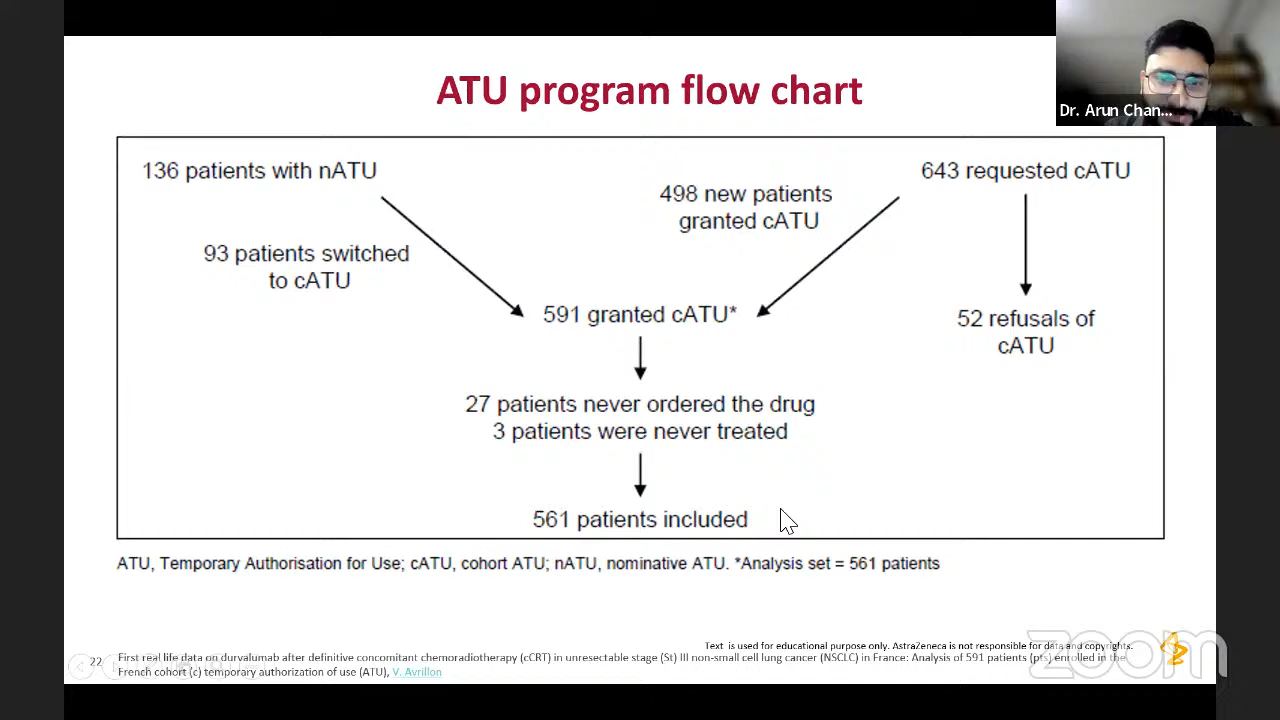 ATU program flow chart
Dr. Arun Chan...
136 patients with nATU
643 requested cATU
498 new patients
granted cATU
93 patients switched
to cATU
591 granted cATU*
52 refusals of
cATU
27 patients never ordered the drug
3 patients were never treated
561 patients included
ATU, Temporary Authorisation for Use; cATU, cohort ATU; nATU, nominative ATU. *Analysis set = 561 patients
Text is used for educational purpose only. AstraZeneca is not responsible for data and copyrights.
zoom
22
First real life data on durvalumab after definitive concomitant chemoradiotherapy (cCRT) in unresectable stage (St) III non-small cell lung cancer (NSCLC) in France: Analysis of 591 patients (pts) enrolled in the
French cohort (c) temporary authorization of use (ATU), V. Avrillon